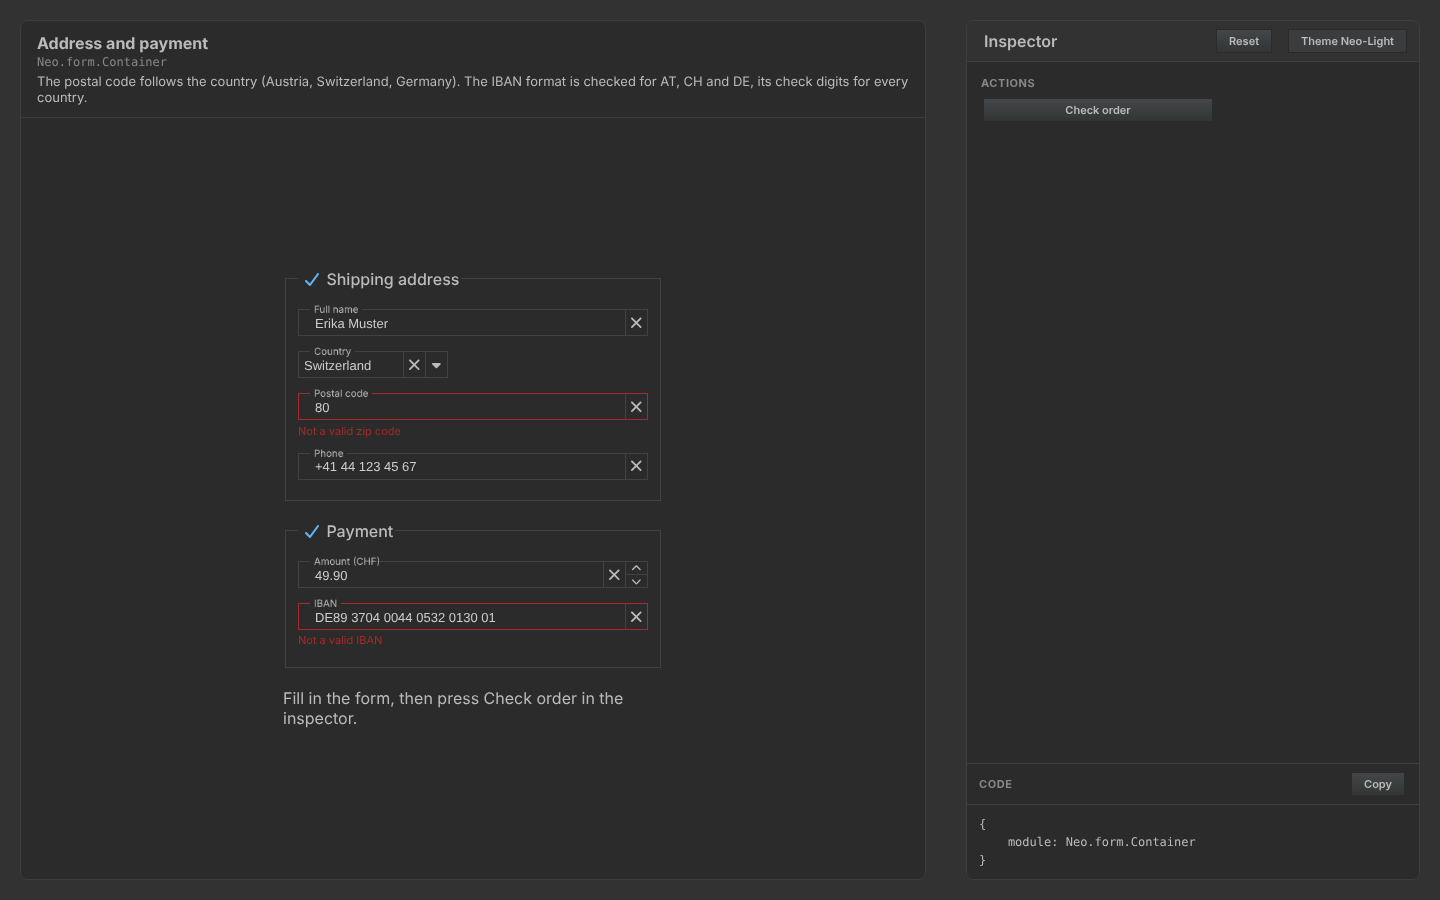 Address and payment
Neo.form.Container
The postal code follows the country (Austria, Switzerland, Germany). The IBAN format is checked for AT, CH and DE, its check digits for every
country.
Shipping address
Full name
Erika Muster
Country
Switzerland
Postal code
80
Not a valid zip code
Phone
+41 44 123 45 67
Payment
Amount (CHF)
49.90
IBAN
DE89 3704 0044 0532 0130 01
Not a valid IBAN
Fill in the form, then press Check order in the
inspector.
Inspector
Reset
Theme Neo-Light
ACTIONS
Check order
CODE
Copy
{
module: Neo.form.Container
}